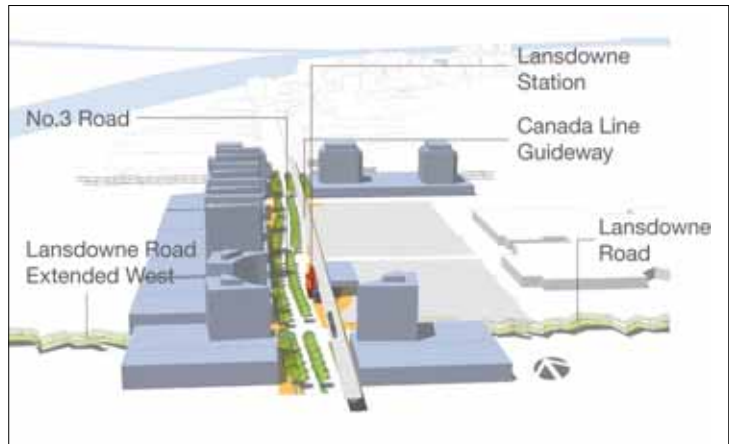 Lansdowne
Station
No.3 Road
Canada Line
Guideway
Lansdowne
Road
Lansdowne Road
Extended West